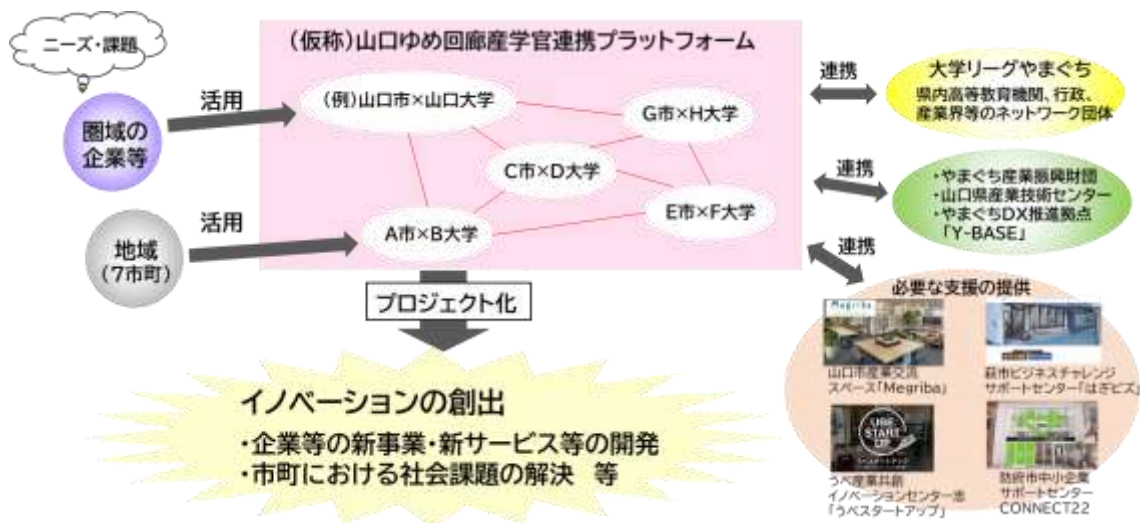 ニーズ・課題
圏域の
企業等
活用
地域
(7市町)
活用
(仮称)山口ゆめ回廊産学官連携プラットフォーム
(例)山口市×山口大学
G市×H大学
C市×D大学
E市×F大学
A市×B大学
プロジェクト化
イノベーションの創出
・企業等の新事業・新サービス等の開発
・市町における社会課題の解決 等
連携
大学リーグやまぐち
県内高等教育機関、行政、
産業界等のネットワーク団体
連携
・やまぐち産業振興財団
・山口県産業技術センター
・やまぐちDX推進拠点
「Y-BASE」
連携
必要な支援の提供
Megriba
山口市産業交流
スペース「Megriba」
萩市ビジネスチャレンジ
サポートセンター「はぎビズ」
UBE
START
UP
うべスタートアップ
うべ産業共創
イノベーションセンター志
「うべスタートアップ」
防府市中小企業
サポートセンター
CONNECT22